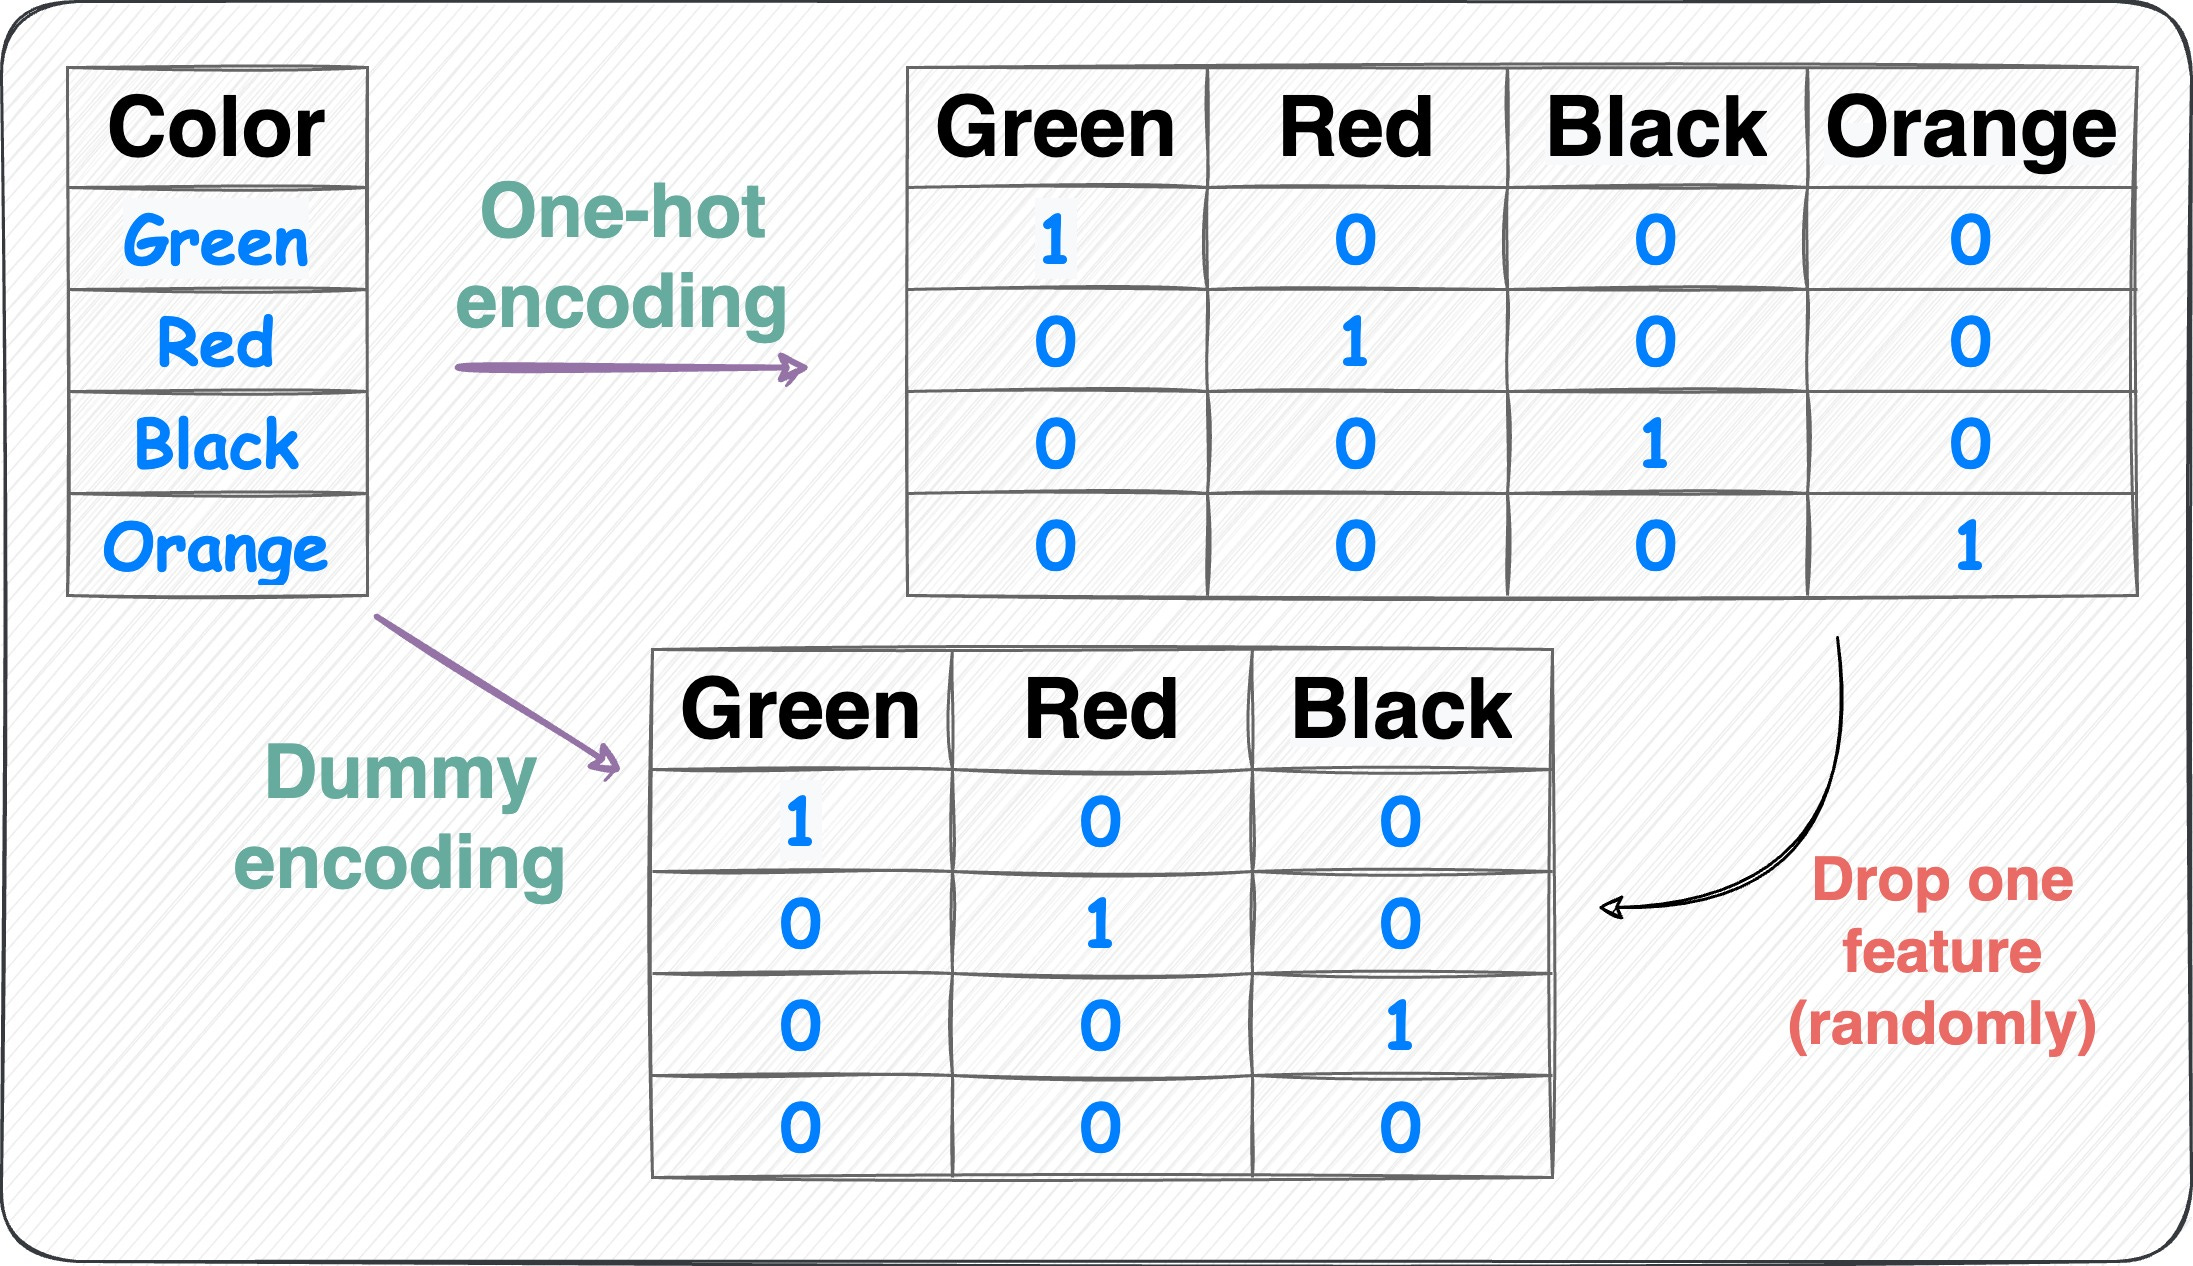 Color
Green
Red
Black
Orange
One-hot
encoding
Green Red Black Orange
1 0 0 0
0 1 0 0
0 0 1 0
0 0 0 1
Dummy
encoding
Green Red Black
1 0 0
0 1 0
0 0 1
0 0 0
Drop one
feature
(randomly)